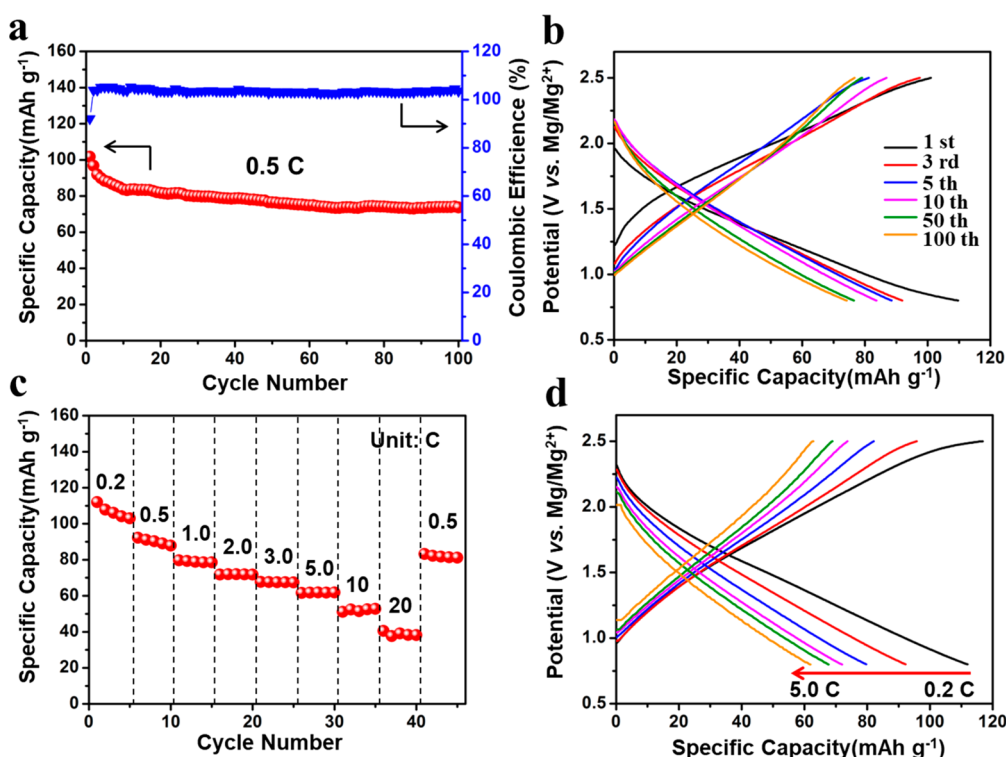 a
160
140
120
100
80
60
40
20
0
Specific Capacity(mAh g-1)
0.5 C
120
100
80
60
40
20
0
Coulombic Efficience (%)
0 20 40 60 80 100
Cycle Number
b
2.5
2.0
1.5
1.0
0.5
Potential (V vs. Mg/Mg2+)
1 st
3 rd
5 th
10 th
50 th
100 th
0 20 40 60 80 100 120
Specific Capacity(mAh g-1)
c
160
140
120
100
80
60
40
20
0
Specific Capacity(mAh g-1)
Unit: C
0.2
0.5
1.0
2.0
3.0
5.0
10
20
0.5
0 10 20 30 40
Cycle Number
d
2.5
2.0
1.5
1.0
0.5
Potential (V vs. Mg/Mg2+)
5.0 C 0.2 C
0 20 40 60 80 100 120
Specific Capacity(mAh g-1)